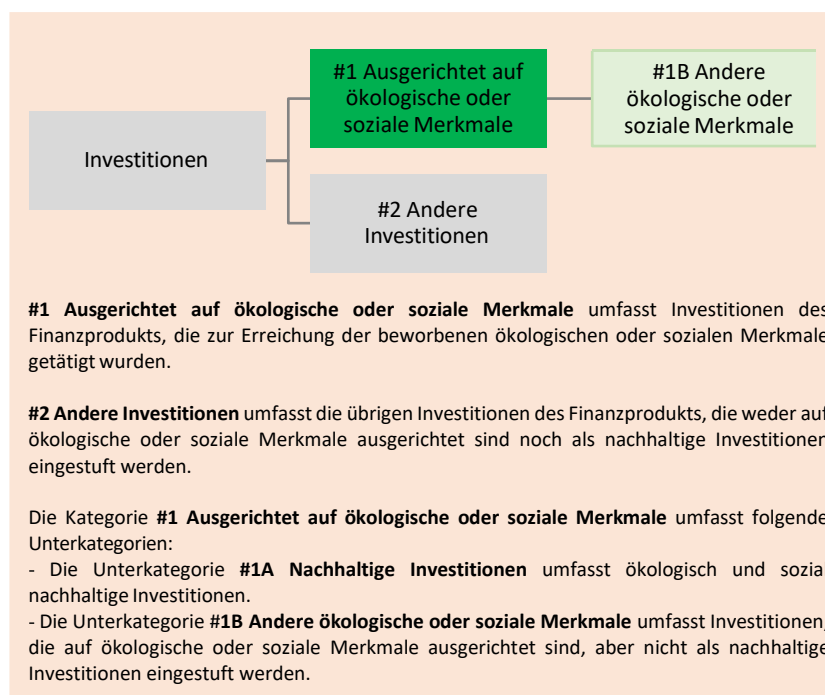 #1 Ausgerichtet auf
ökologische oder
soziale Merkmale
#1B Andere
ökologische oder
soziale Merkmale
Investitionen
#2 Andere
Investitionen
#1 Ausgerichtet auf ökologische oder soziale Merkmale umfasst Investitionen des
Finanzprodukts, die zur Erreichung der beworbenen ökologischen oder sozialen Merkmale
getätigt wurden.
#2 Andere Investitionen umfasst die übrigen Investitionen des Finanzprodukts, die weder auf
ökologische oder soziale Merkmale ausgerichtet sind noch als nachhaltige Investitionen
eingestuft werden.
Die Kategorie #1 Ausgerichtet auf ökologische oder soziale Merkmale umfasst folgende
Unterkategorien:
- Die Unterkategorie #1A Nachhaltige Investitionen umfasst ökologisch und sozia
nachhaltige Investitionen.
- Die Unterkategorie #1B Andere ökologische oder soziale Merkmale umfasst Investitionen,
die auf ökologische oder soziale Merkmale ausgerichtet sind, aber nicht als nachhaltige
Investitionen eingestuft werden.